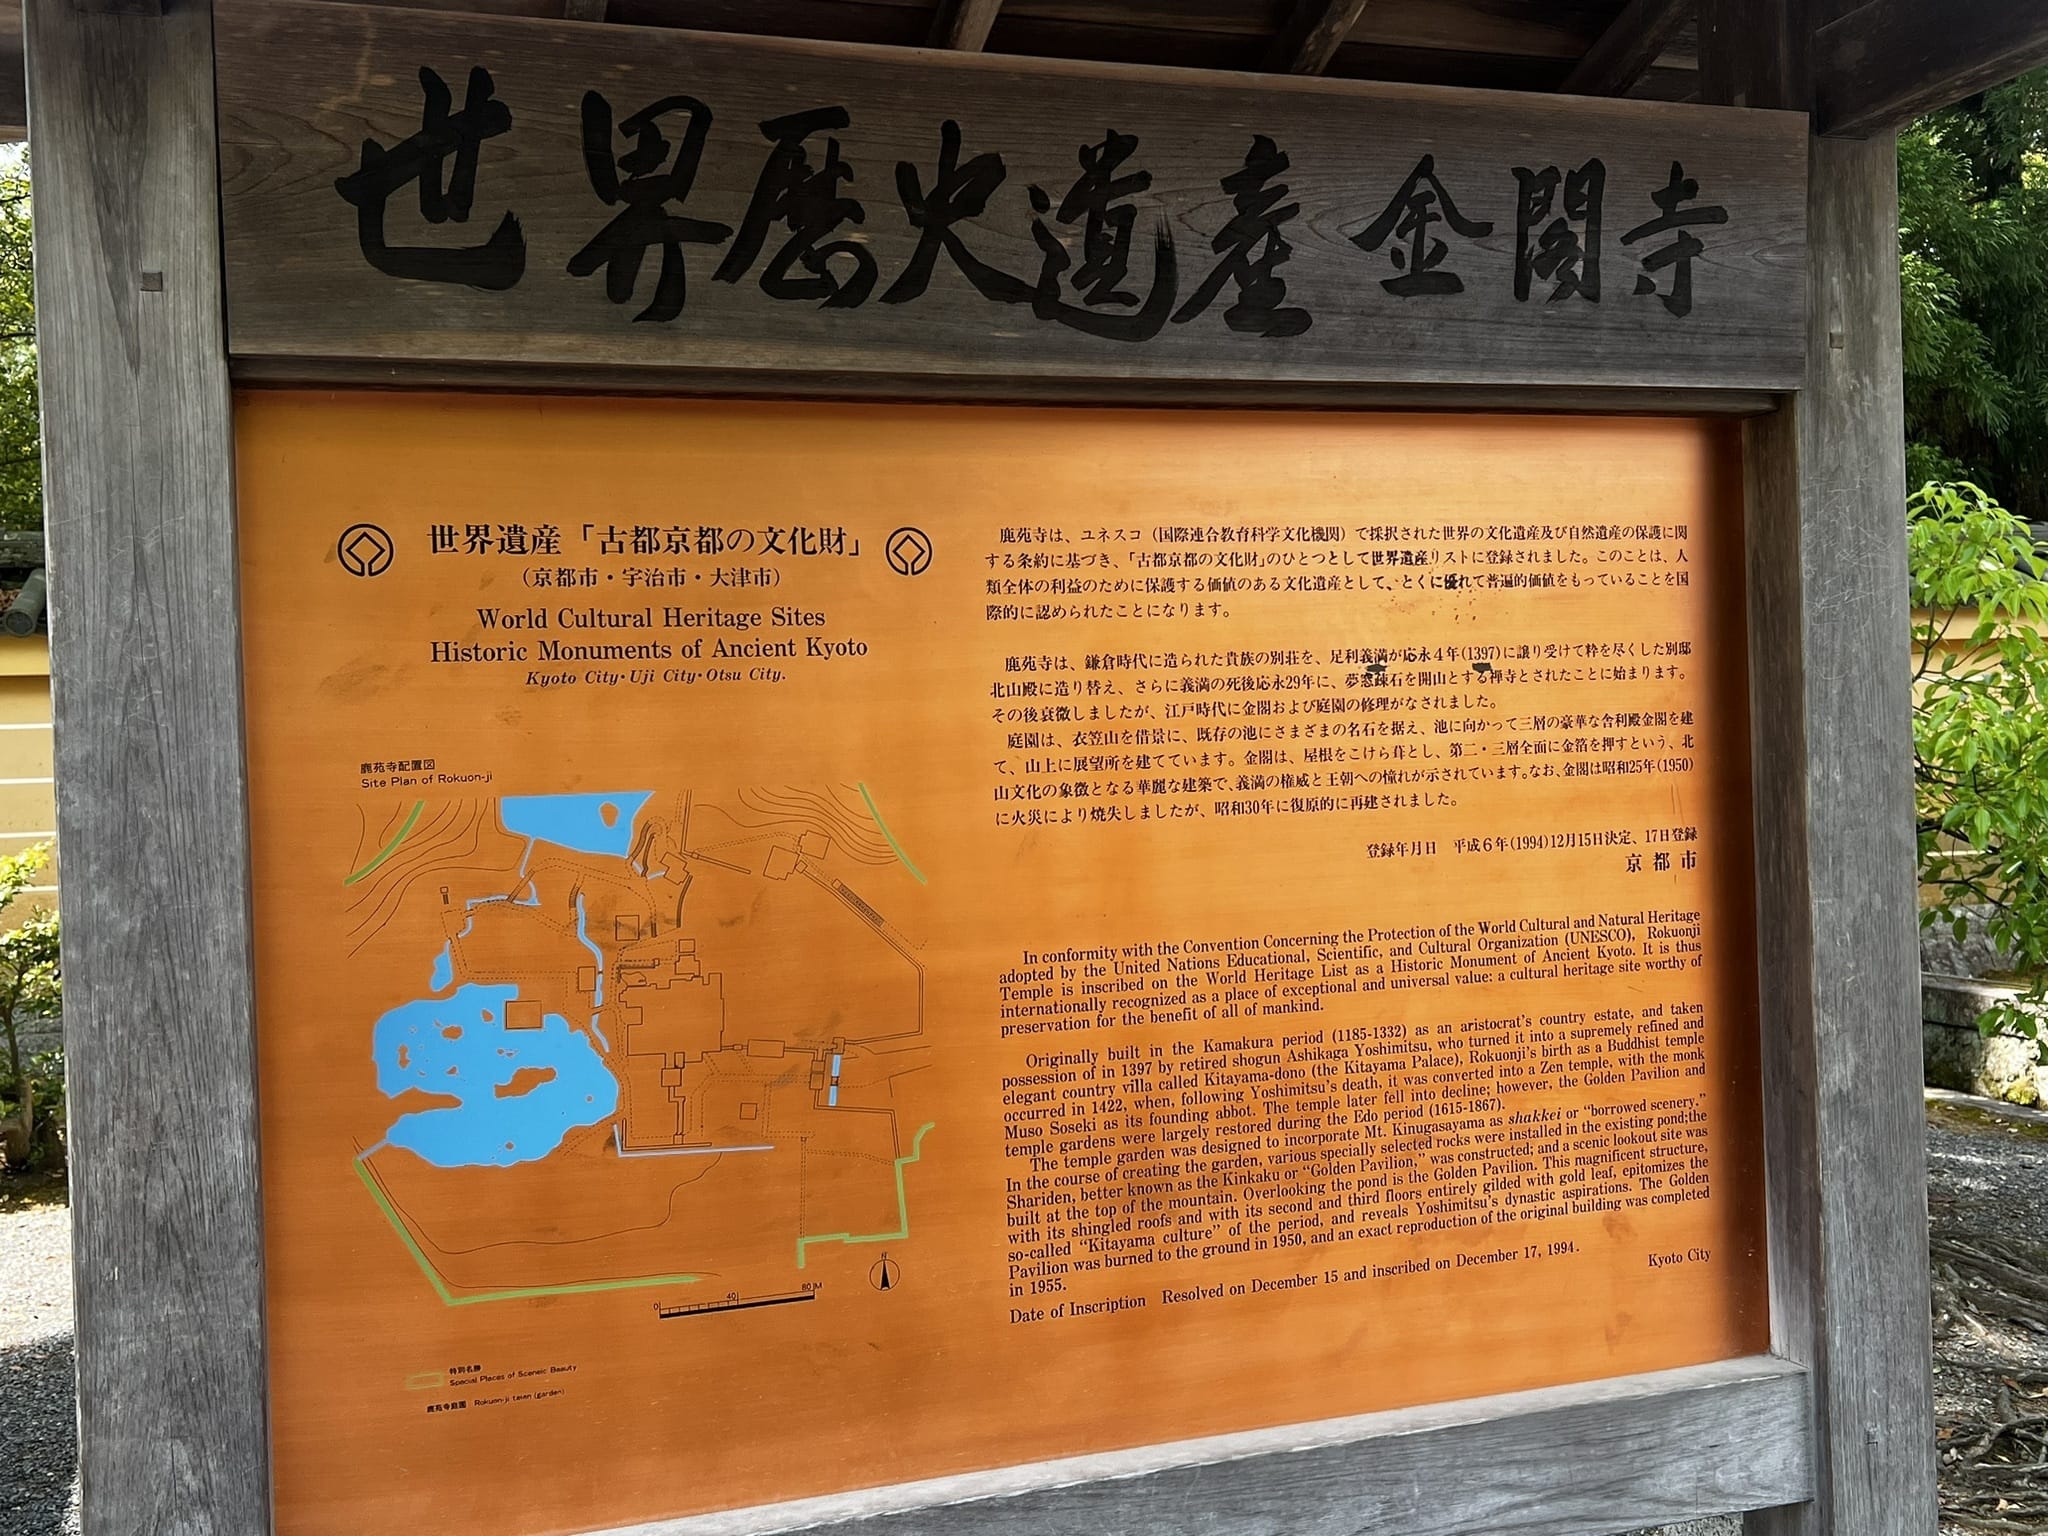 世界歴史遺産 金閣寺
世界遺産「古都京都の文化財」
（京都市・宇治市・大津市）
World Cultural Heritage Sites
Historic Monuments of Ancient Kyoto
Kyoto City・Uji City・Otsu City.
鹿苑寺配置図
Site Plan of Rokuon-ji
N
0 40 80M
特別名勝
Special Places of Sceneic Beauty
鹿苑寺庭園 Rokuon-ji teien (garden)
鹿苑寺は、ユネスコ（国際連合教育科学文化機関）で採択された世界の文化遺産及び自然遺産の保護に関
する条約に基づき、「古都京都の文化財」のひとつとして世界遺産リストに登録されました。このことは、人
類全体の利益のために保護する価値のある文化遺産として、とくに優れて普遍的価値をもっていることを国
際的に認められたことになります。
鹿苑寺は、鎌倉時代に造られた貴族の別荘を、足利義満が応永４年(1397)に譲り受けて粋を尽くした別邸
北山殿に造り替え、さらに義満の死後応永29年に、夢窓疎石を開山とする禅寺とされたことに始まります。
その後衰微しましたが、江戸時代に金閣および庭園の修理がなされました。
庭園は、衣笠山を借景に、既存の池にさまざまの名石を据え、池に向かって三層の豪華な舎利殿金閣を建
て、山上に展望所を建てています。金閣は、屋根をこけら葺とし、第二・三層全面に金箔を押すという、北
山文化の象徴となる華麗な建築で、義満の権威と王朝への憧れが示されています。なお、金閣は昭和25年(1950)
に火災により焼失しましたが、昭和30年に復原的に再建されました。
登録年月日 平成６年(1994)12月15日決定、17日登録
京都市
In conformity with the Convention Concerning the Protection of the World Cultural and Natural Heritage
adopted by the United Nations Educational, Scientific, and Cultural Organization (UNESCO), Rokuonji
Temple is inscribed on the World Heritage List as a Historic Monument of Ancient Kyoto. It is thus
internationally recognized as a place of exceptional and universal value: a cultural heritage site worthy of
preservation for the benefit of all of mankind.
Originally built in the Kamakura period (1185-1332) as an aristocrat's country estate, and taken
possession of in 1397 by retired shogun Ashikaga Yoshimitsu, who turned it into a supremely refined and
elegant country villa called Kitayama-dono (the Kitayama Palace), Rokuonji's birth as a Buddhist temple
occurred in 1422, when, following Yoshimitsu's death, it was converted into a Zen temple, with the monk
Muso Soseki as its founding abbot. The temple later fell into decline; however, the Golden Pavilion and
temple gardens were largely restored during the Edo period (1615-1867).
The temple garden was designed to incorporate Mt. Kinugasayama as shakkei or “borrowed scenery.”
In the course of creating the garden, various specially selected rocks were installed in the existing pond;the
Shariden, better known as the Kinkaku or “Golden Pavilion,” was constructed; and a scenic lookout site was
built at the top of the mountain. Overlooking the pond is the Golden Pavilion. This magnificent structure,
with its shingled roofs and with its second and third floors entirely gilded with gold leaf, epitomizes the
so-called “Kitayama culture” of the period, and reveals Yoshimitsu's dynastic aspirations. The Golden
Pavilion was burned to the ground in 1950, and an exact reproduction of the original building was completed
in 1955.
Date of Inscription Resolved on December 15 and inscribed on December 17, 1994.
Kyoto City